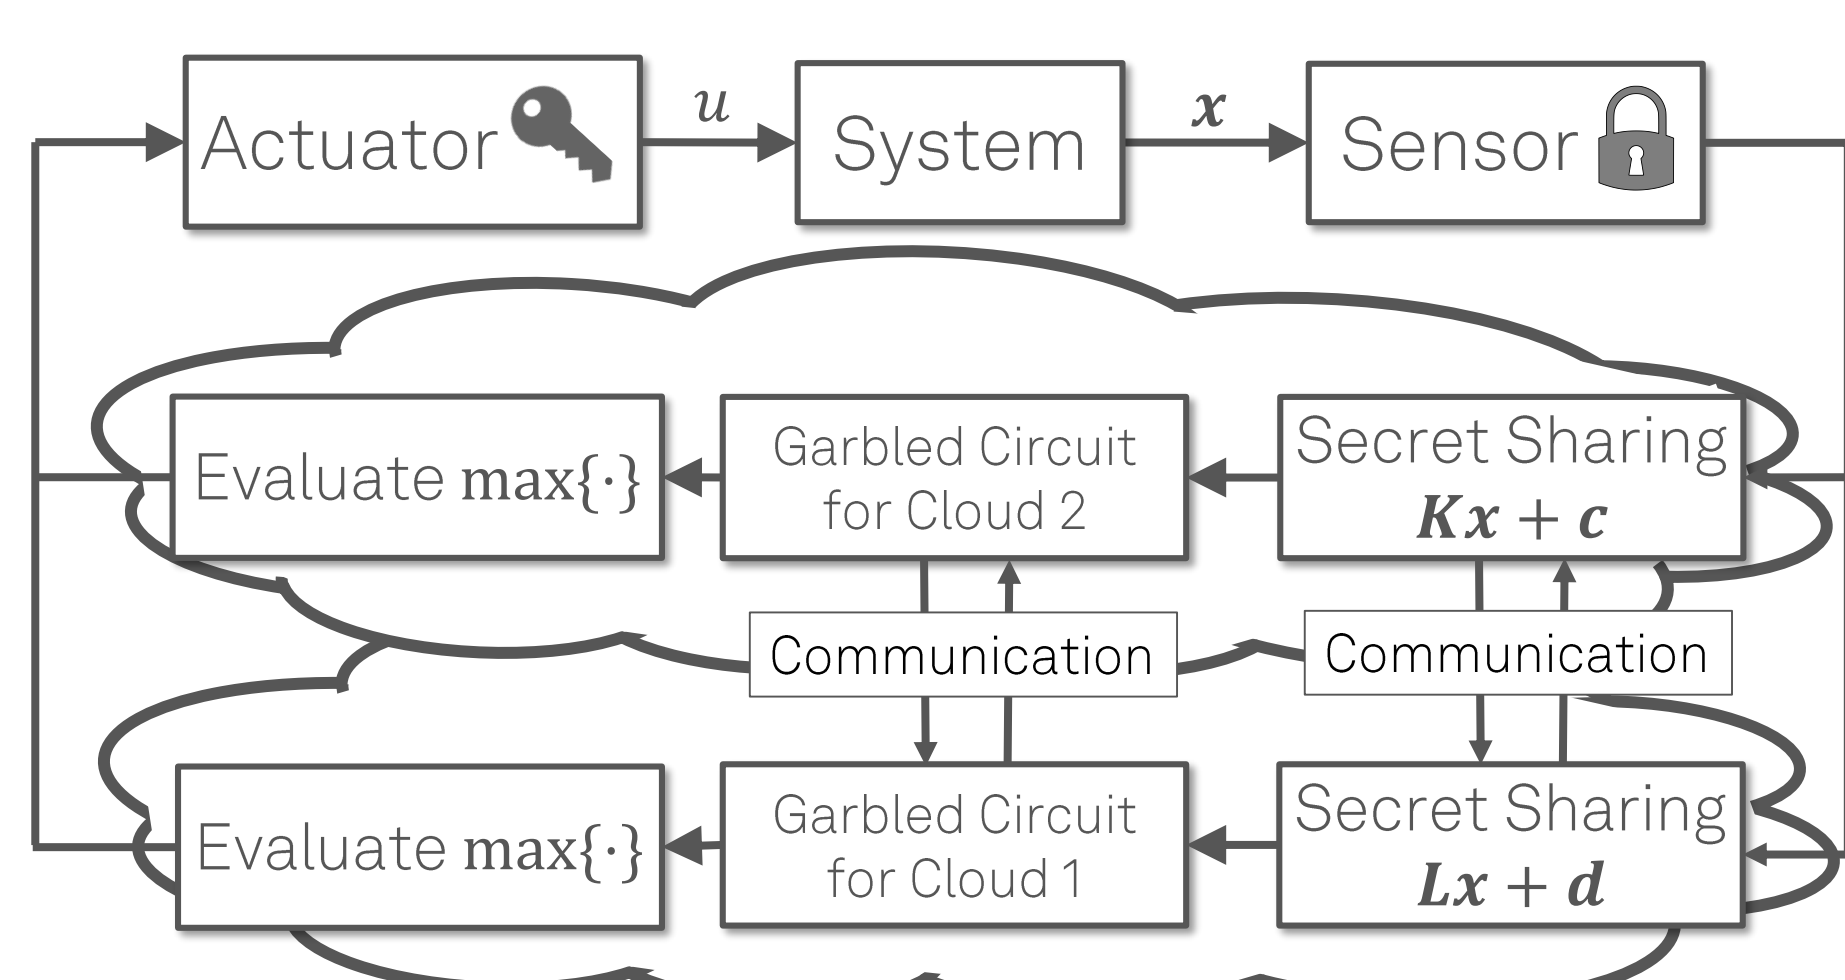 Actuator
u
System
x
Sensor
Evaluate max{·}
Garbled Circuit
for Cloud 2
Secret Sharing
Kx + c
Communication
Communication
Evaluate max{·}
Garbled Circuit
for Cloud 1
Secret Sharing
Lx + d